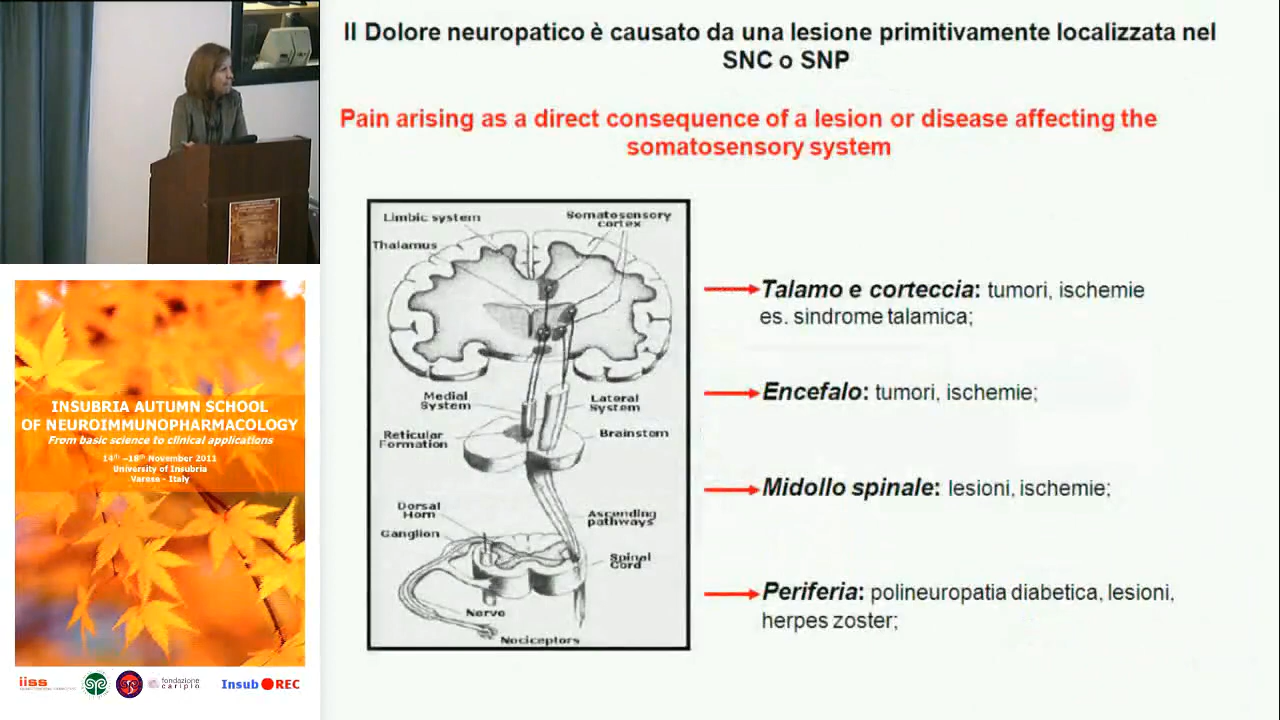 Il Dolore neuropatico è causato da una lesione primitivamente localizzata nel
SNC o SNP
Pain arising as a direct consequence of a lesion or disease affecting the
somatosensory system
Limbic system
Somatosensory
cortex
Thalamus
Medial
System
Lateral
System
Reticular
Formation
Brainstem
Dorsal
Horn
Ascending
pathways
Ganglion
Spinal
Cord
Nerve
Nociceptors
Talamo e corteccia: tumori, ischemie
es. sindrome talamica;
Encefalo: tumori, ischemie;
Midollo spinale: lesioni, ischemie;
Periferia: polineuropatia diabetica, lesioni,
herpes zoster;
INSUBRIA AUTUMN SCHOOL
OF NEUROIMMUNOPHARMACOLOGY
From basic science to clinical applications
14th –18th November 2011
University of Insubria
Varese - Italy
iiss
fondazione
cariplo
Insub REC